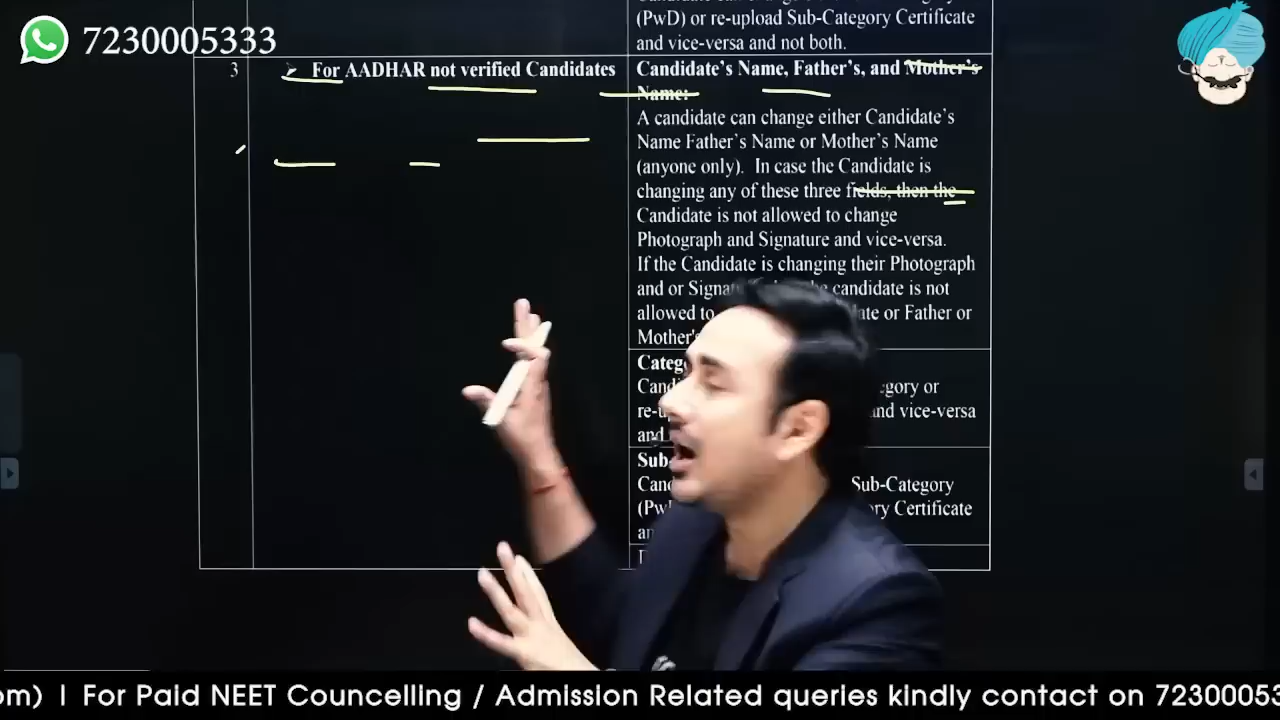 (PwD) or re-upload Sub-Category Certificate
7230005333
and vice-versa and not both.
3
➢ For AADHAR not verified Candidates
Candidate's Name, Father's, and Mother's
Name:
A candidate can change either Candidate's
Name Father's Name or Mother's Name
(anyone only). In case the Candidate is
changing any of these three fields, then the
Candidate is not allowed to change
Photograph and Signature and vice-versa.
If the Candidate is changing their Photograph
and or candidate is not
allowed to or Father or
Category or
and vice-versa
and
Sub-Category
Certificate
om) | For Paid NEET Councelling / Admission Related queries kindly contact on 72300053